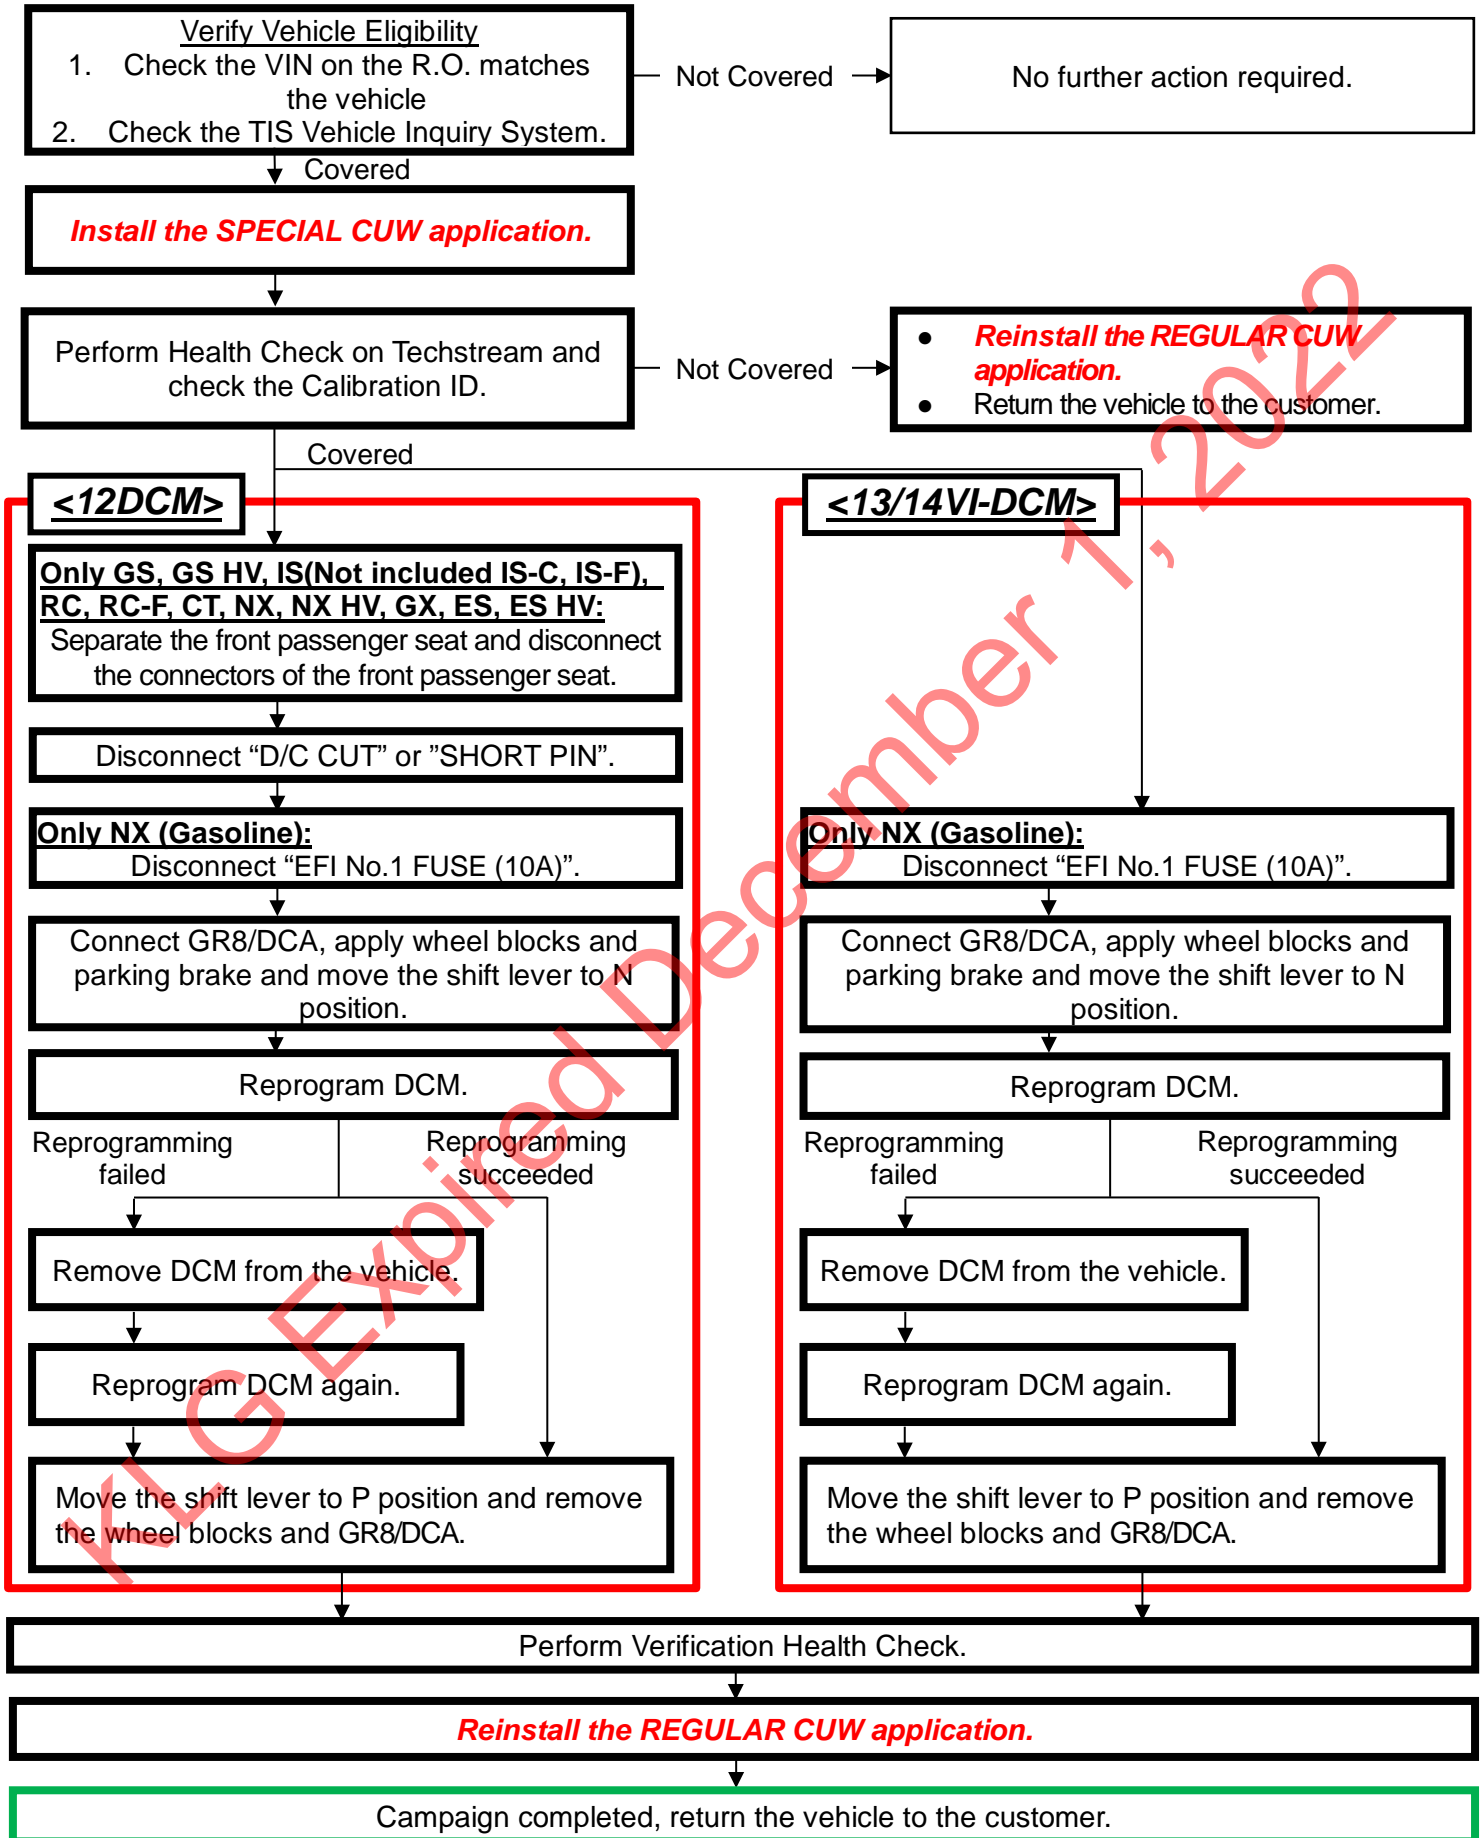 Verify Vehicle Eligibility
1. Check the VIN on the R.O. matches
the vehicle
2. Check the TIS Vehicle Inquiry System.
Not Covered
No further action required.
Covered
Install the SPECIAL CUW application.
Perform Health Check on Techstream and
check the Calibration ID.
Not Covered
● Reinstall the REGULAR CUW
application.
● Return the vehicle to the customer.
Covered
<12DCM>
Only GS, GS HV, IS(Not included IS-C, IS-F),
RC, RC-F, CT, NX, NX HV, GX, ES, ES HV:
Separate the front passenger seat and disconnect
the connectors of the front passenger seat.
Disconnect “D/C CUT” or ”SHORT PIN”.
Only NX (Gasoline):
Disconnect “EFI No.1 FUSE (10A)”.
Connect GR8/DCA, apply wheel blocks and
parking brake and move the shift lever to N
position.
Reprogram DCM.
Reprogramming
failed
Reprogramming
succeeded
Remove DCM from the vehicle.
Reprogram DCM again.
Move the shift lever to P position and remove
the wheel blocks and GR8/DCA.
<13/14VI-DCM>
Only NX (Gasoline):
Disconnect “EFI No.1 FUSE (10A)”.
Connect GR8/DCA, apply wheel blocks and
parking brake and move the shift lever to N
position.
Reprogram DCM.
Reprogramming
failed
Reprogramming
succeeded
Remove DCM from the vehicle.
Reprogram DCM again.
Move the shift lever to P position and remove
the wheel blocks and GR8/DCA.
Perform Verification Health Check.
Reinstall the REGULAR CUW application.
Campaign completed, return the vehicle to the customer.
KLG Expired December 1, 2022